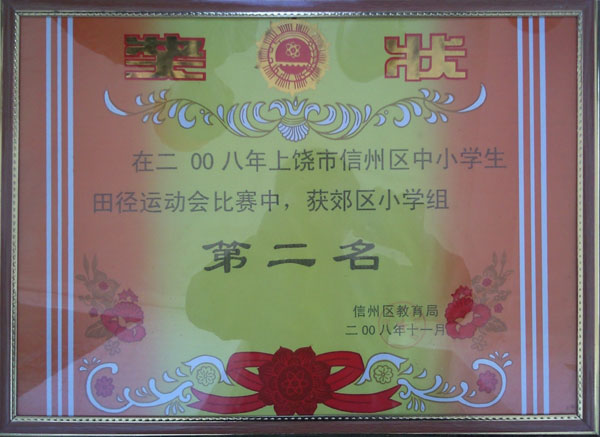 奖 状
在二 00 八年上饶市信州区中小学生
田径运动会比赛中，获郊区小学组
第二名
信州区教育局
二 00 八年十一月